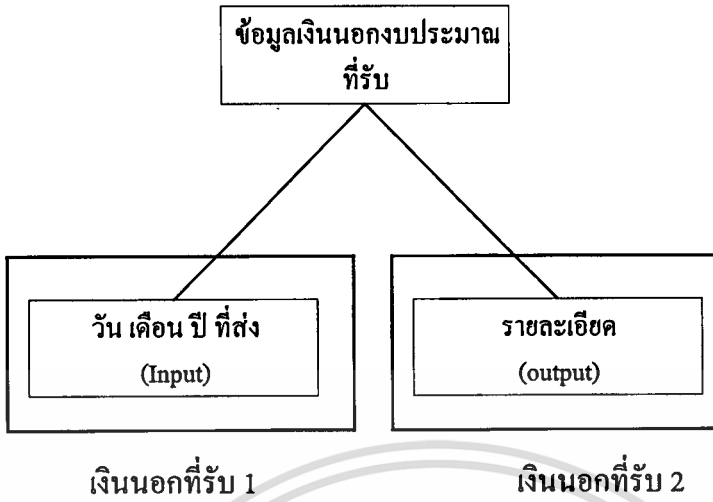 ข้อมูลเงินนอกงบประมาณ
ที่รับ
วัน เดือน ปี ที่ส่ง
(Input)
รายละเอียด
(output)
เงินนอกที่รับ 1
เงินนอกที่รับ 2